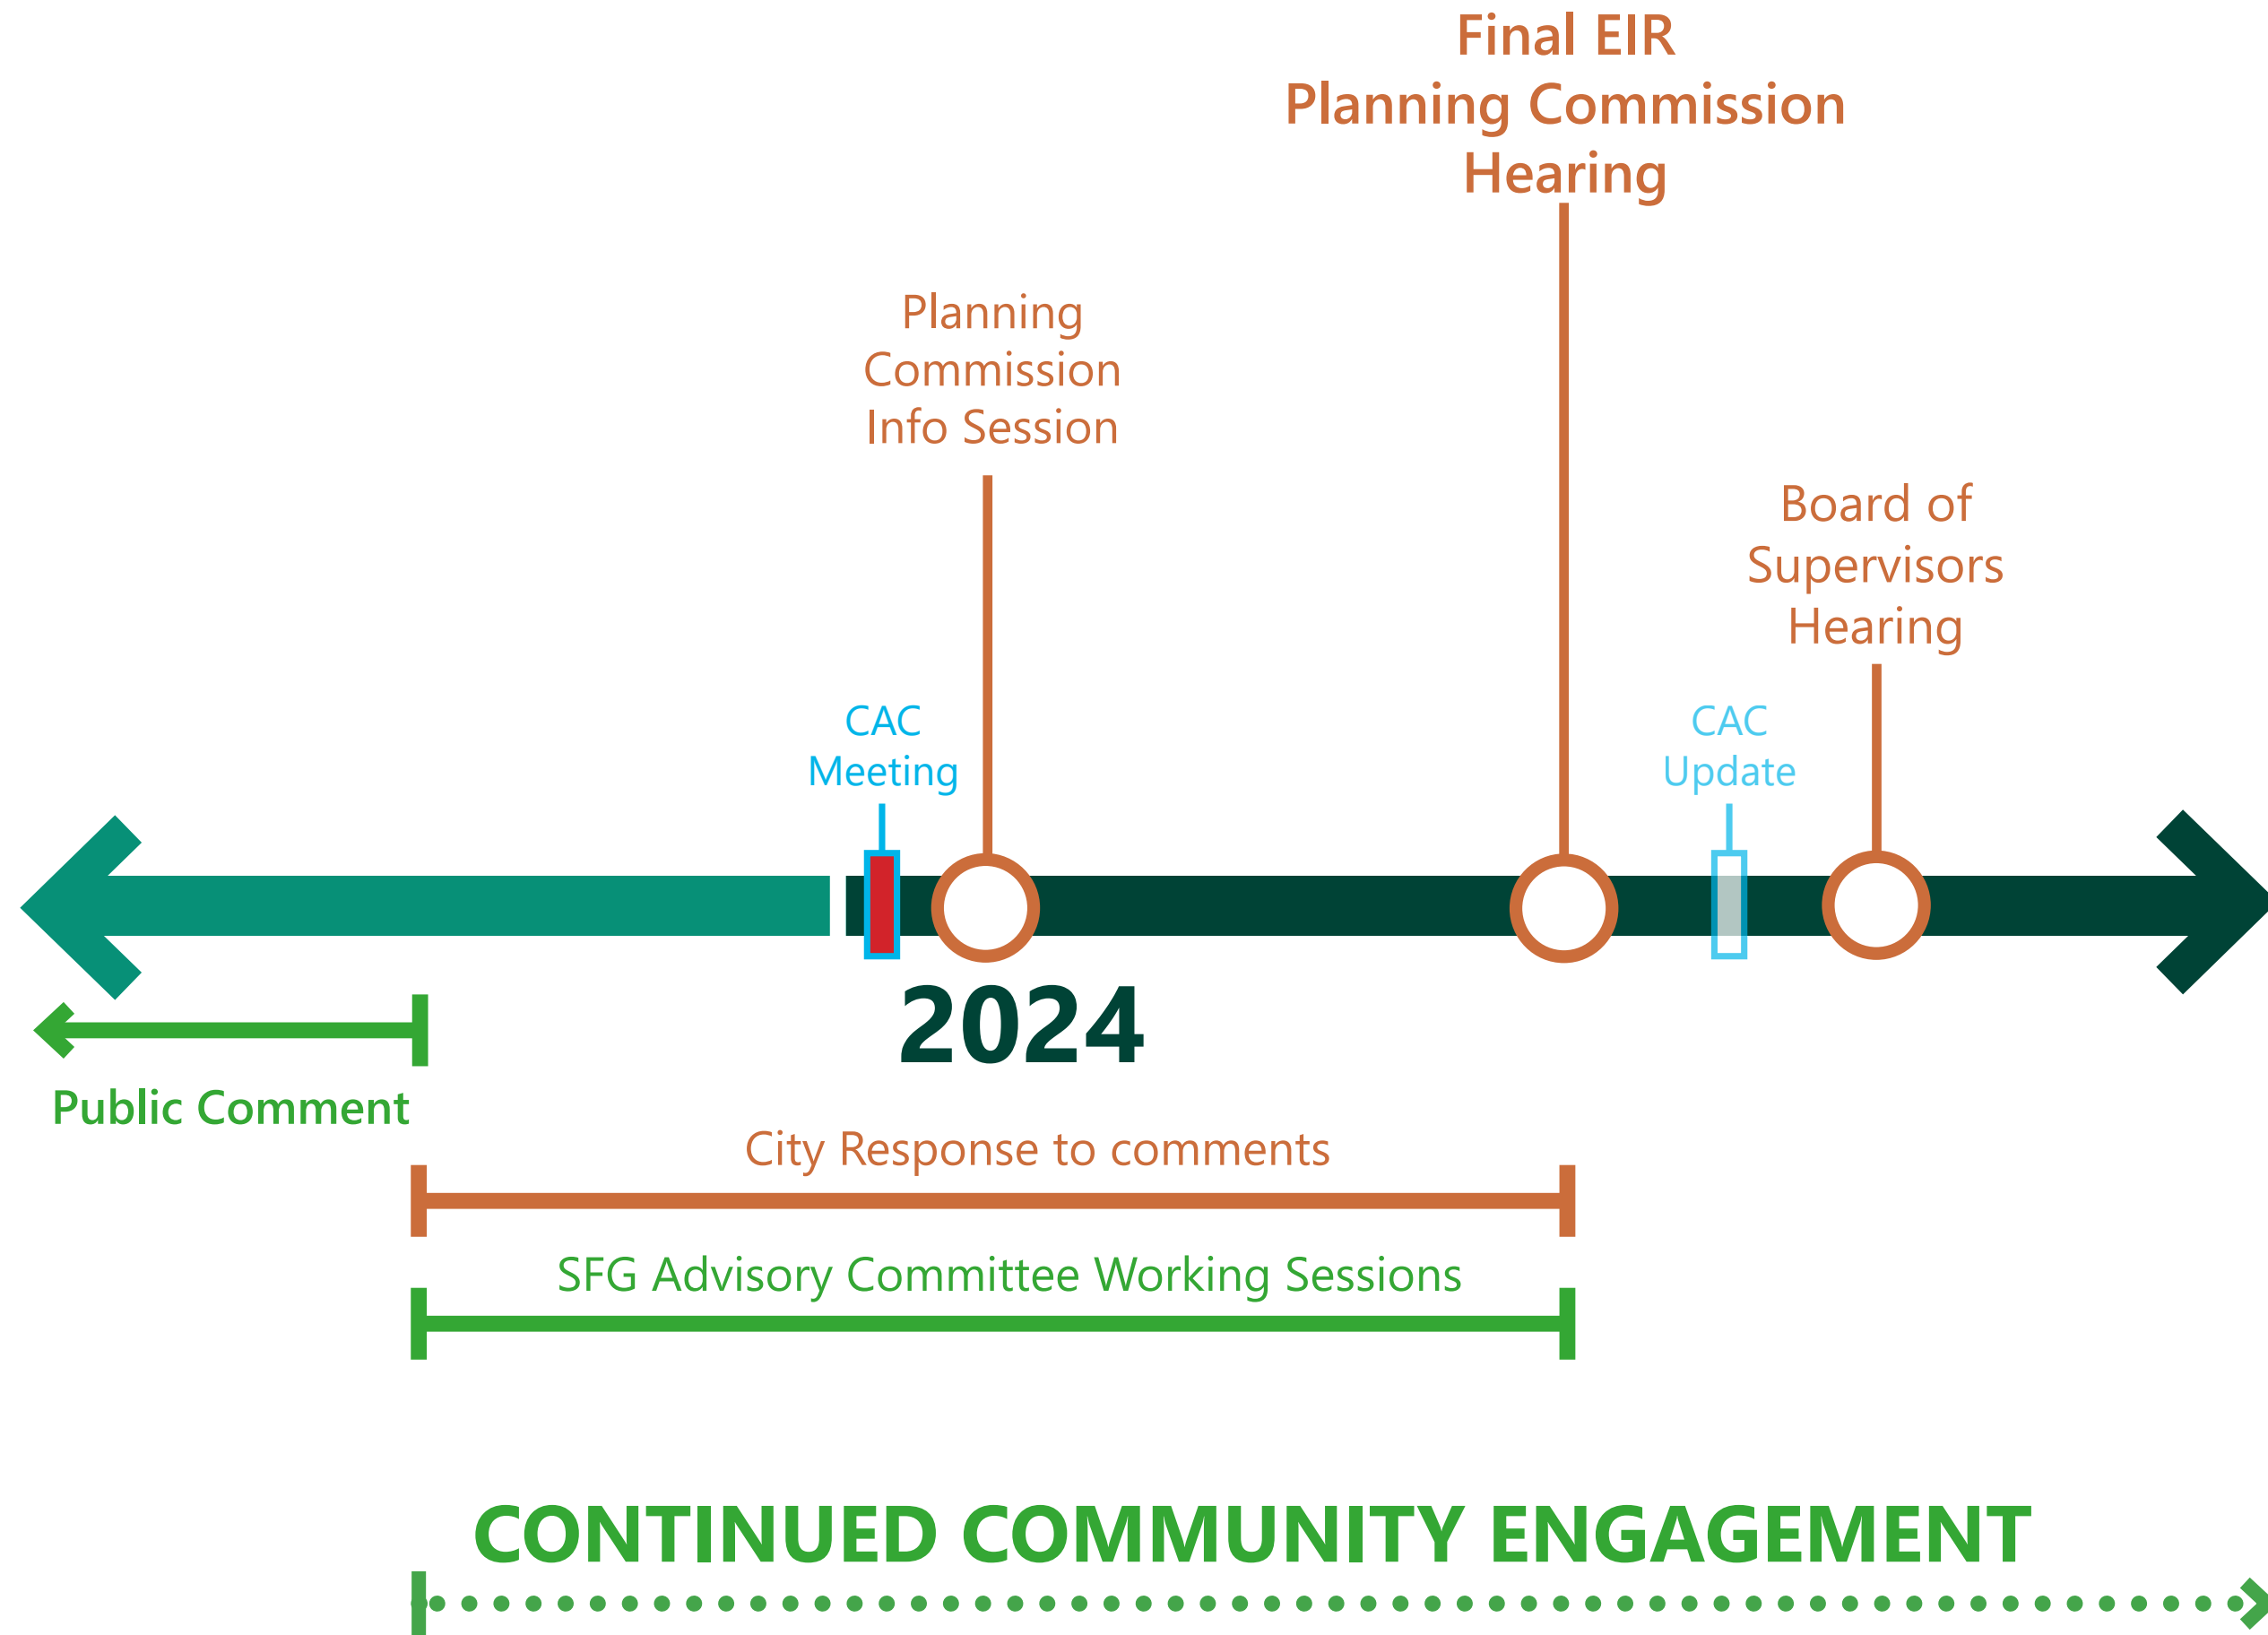 Final EIR
Planning Commission
Hearing
Planning
Commission
Info Session
Board of
Supervisors
Hearing
CAC
Meeting
CAC
Update
2024
Public Comment
City Response to comments
SFG Advisory Committee Working Sessions
CONTINUED COMMUNITY ENGAGEMENT